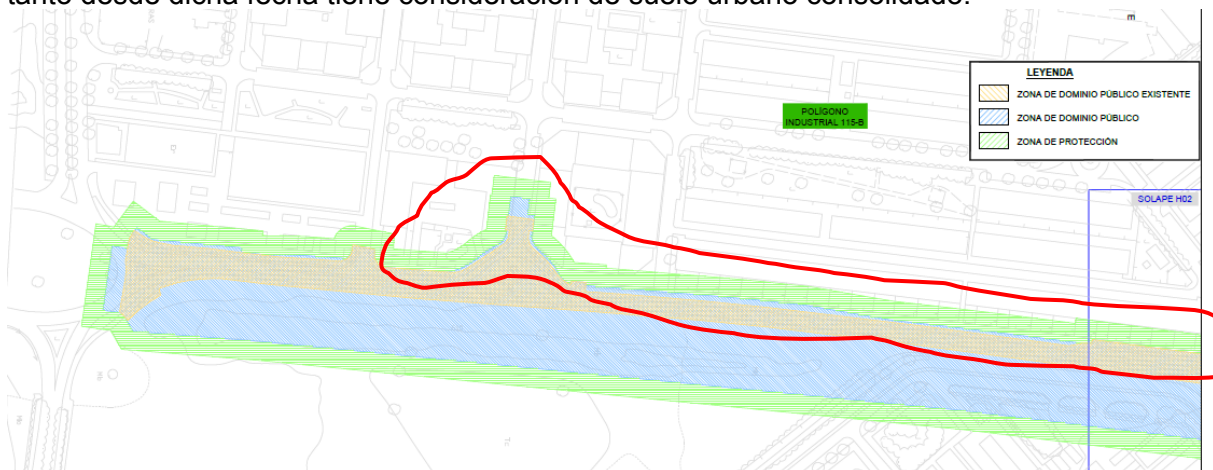 tanto desde dicha fecha tiene consideración de suelo urbano consolidado.
m
LEYENDA
ZONA DE DOMINIO PÚBLICO EXISTENTE
ZONA DE DOMINIO PÚBLICO
ZONA DE PROTECCIÓN
POLÍGONO
INDUSTRIAL 115-B
SOLAPE H02